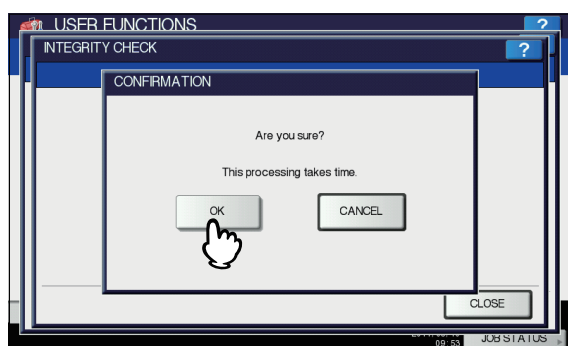 USER FUNCTIONS
?
INTEGRITY CHECK
?
CONFIRMATION
Are you sure?
This processing takes time.
OK
CANCEL
CLOSE
09:53
JOB STATUS